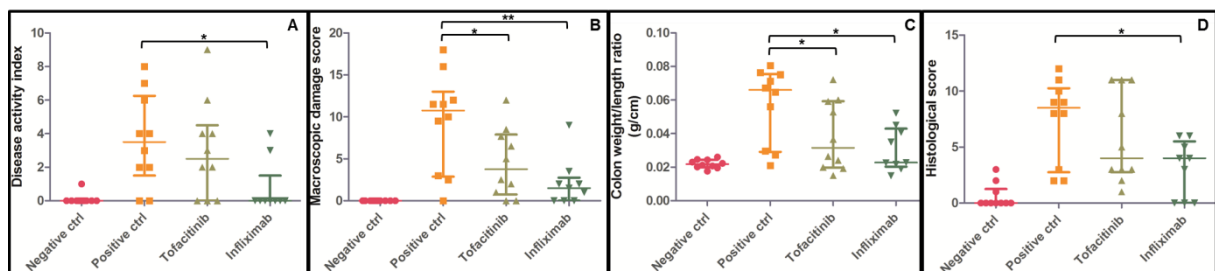 A
Disease activity index
10
8
6
4
2
0
*
Negative ctrl
Positive ctrl
Tofacitinib
Infliximab
B
Macroscopic damage score
20
15
10
5
0
**
*
Negative ctrl
Positive ctrl
Tofacitinib
Infliximab
C
Colon weight/length ratio
(g/cm)
0.10
0.08
0.06
0.04
0.02
0.00
*
*
Negative ctrl
Positive ctrl
Tofacitinib
Infliximab
D
Histological score
15
10
5
0
*
Negative ctrl
Positive ctrl
Tofacitinib
Infliximab